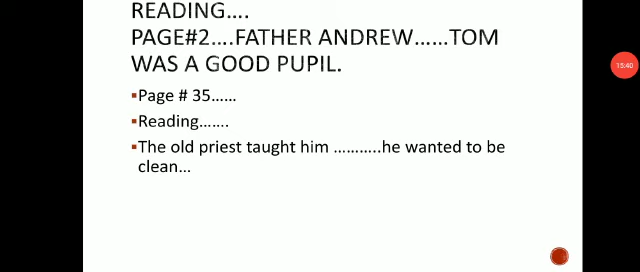 READING....
PAGE#2....FATHER ANDREW......TOM
WAS A GOOD PUPIL.
▪Page # 35......
▪Reading.......
▪The old priest taught him ...........he wanted to be
clean...
15:40